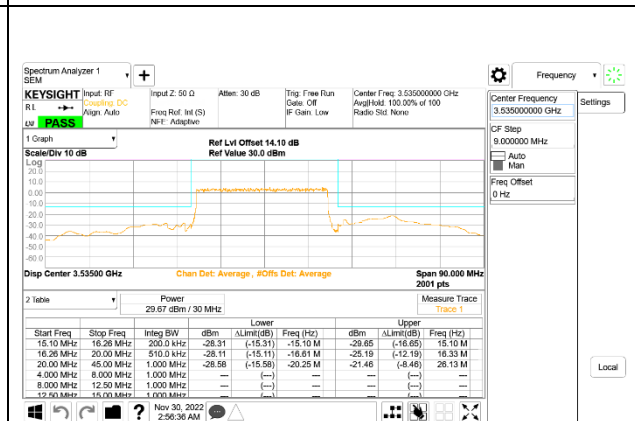 Spectrum Analyzer 1
SEM
Frequency
KEYSIGHT
Input: RF
Coupling: DC
Align: Auto
Input Z: 50 Ω
Freq Ref: Int (S)
NFE: Adaptive
Atten: 30 dB
Trig: Free Run
Gate: Off
IF Gain: Low
Center Freq: 3.535000000 GHz
Avg|Hold: 100.00% of 100
Radio Std: None
R L
PASS
Center Frequency
3.535000000 GHz
Settings
CF Step
9.000000 MHz
Auto
Man
Freq Offset
0 Hz
1 Graph
Ref Lvl Offset 14.10 dB
Scale/Div 10 dB
Ref Value 30.0 dBm
Log
20.0
10.0
0.00
-10.0
-20.0
-30.0
-40.0
-50.0
-60.0
Disp Center 3.53500 GHz
Chan Det: Average , #Offs Det: Average
Span 90.000 MHz
2001 pts
2 Table
Power
29.67 dBm / 30 MHz
Measure Trace
Trace 1
Lower Upper
Start Freq Stop Freq Integ BW dBm ΔLimit(dB) Freq (Hz) dBm ΔLimit(dB) Freq (Hz)
15.10 MHz 16.26 MHz 200.0 kHz -28.31 (-15.31) -15.10 M -29.65 (-16.65) 15.10 M
16.26 MHz 20.00 MHz 510.0 kHz -28.11 (-15.11) -16.61 M -25.19 (-12.19) 16.33 M
20.00 MHz 45.00 MHz 1.000 MHz -28.58 (-15.58) -20.25 M -21.46 (-8.46) 26.13 M
4.000 MHz 8.000 MHz 1.000 MHz --- (---) --- --- (---) ---
8.000 MHz 12.50 MHz 1.000 MHz --- (---) --- --- (---) ---
12.50 MHz 15.00 MHz 1.000 MHz --- (---) --- --- (---) ---
Local
Nov 30, 2022
2:56:36 AM